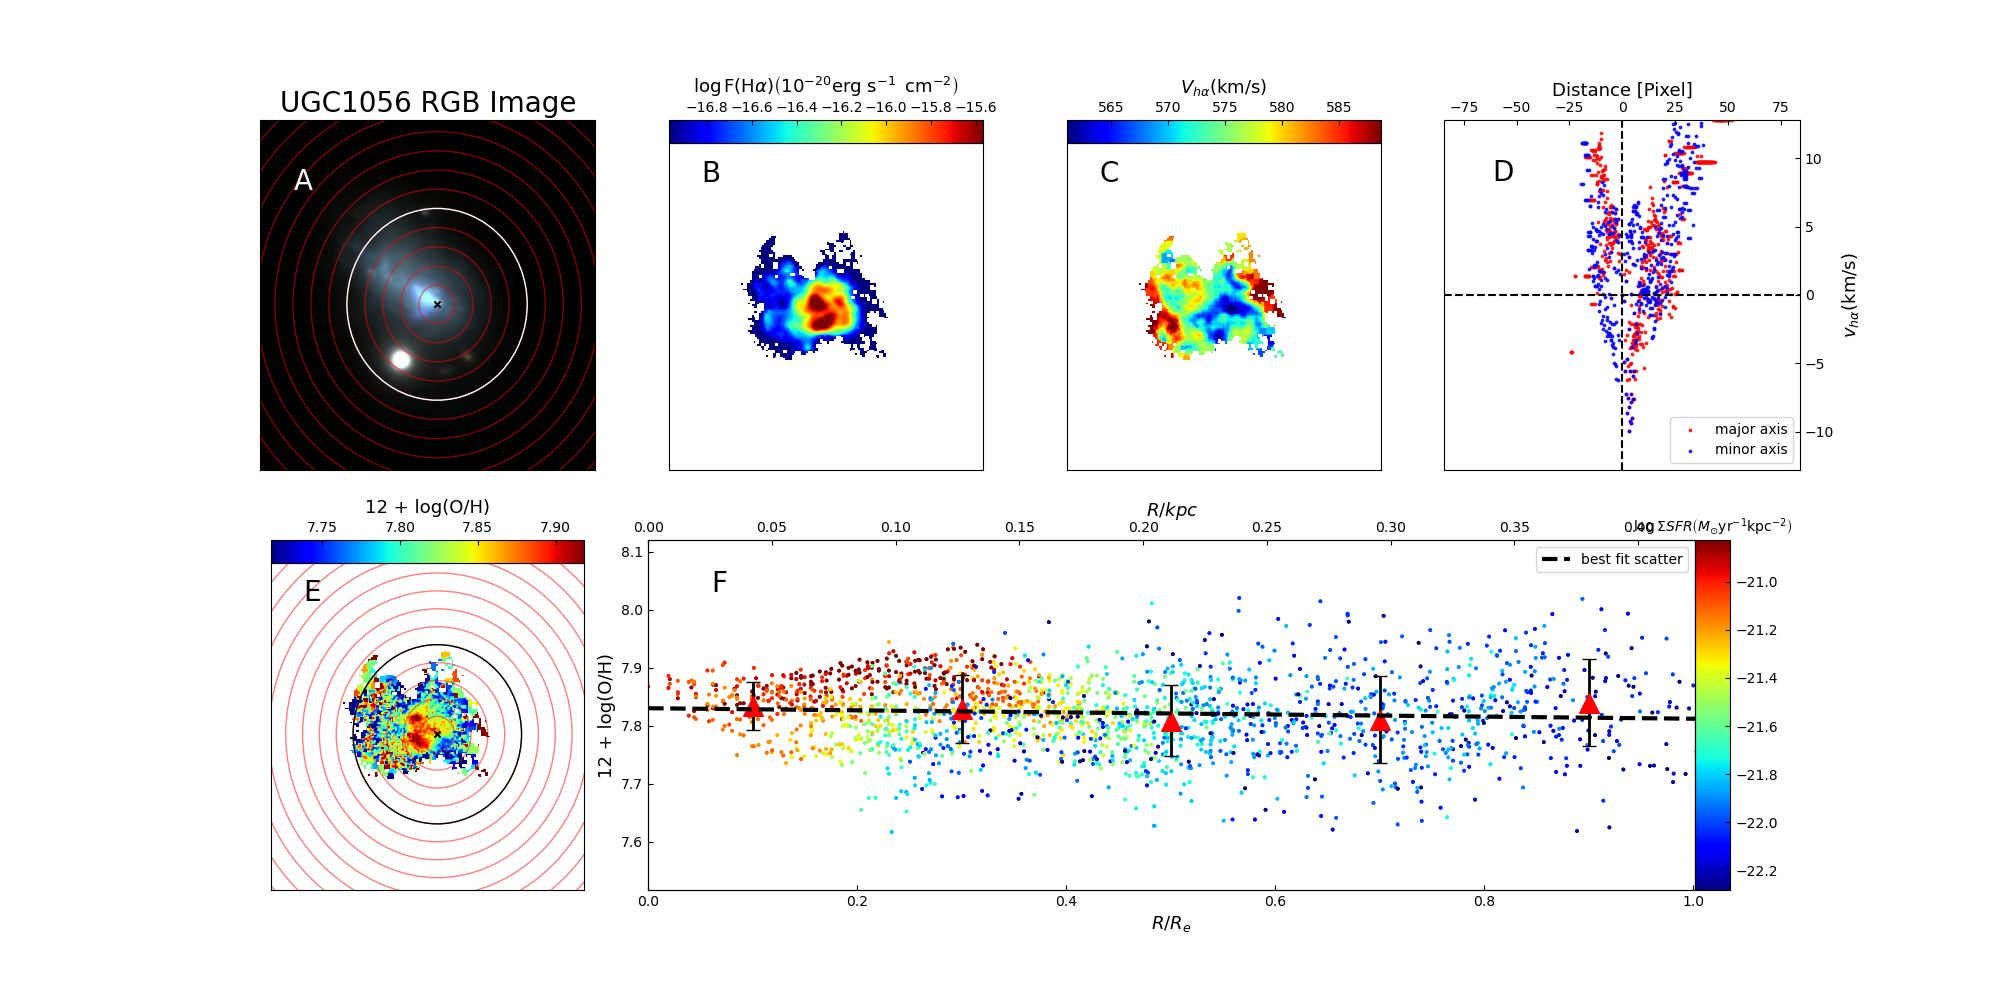 UGC1056 RGB Image
A
log F(Hα) (10⁻²⁰erg s⁻¹ cm⁻²)
−16.8 −16.6 −16.4 −16.2 −16.0 −15.8 −15.6
B
V_{hα}(km/s)
565 570 575 580 585
C
Distance [Pixel]
−75 −50 −25 0 25 50 75
D
10
5
0
−5
−10
v_{hα}(km/s)
major axis
minor axis
12 + log(O/H)
7.75 7.80 7.85 7.90
E
R/kpc
0.00 0.05 0.10 0.15 0.20 0.25 0.30 0.35 0.40
log ΣSFR (M_⊙yr⁻¹kpc⁻²)
F
best fit scatter
12 + log(O/H)
8.1
8.0
7.9
7.8
7.7
7.6
0.0 0.2 0.4 0.6 0.8 1.0
R/R_e
−21.0
−21.2
−21.4
−21.6
−21.8
−22.0
−22.2